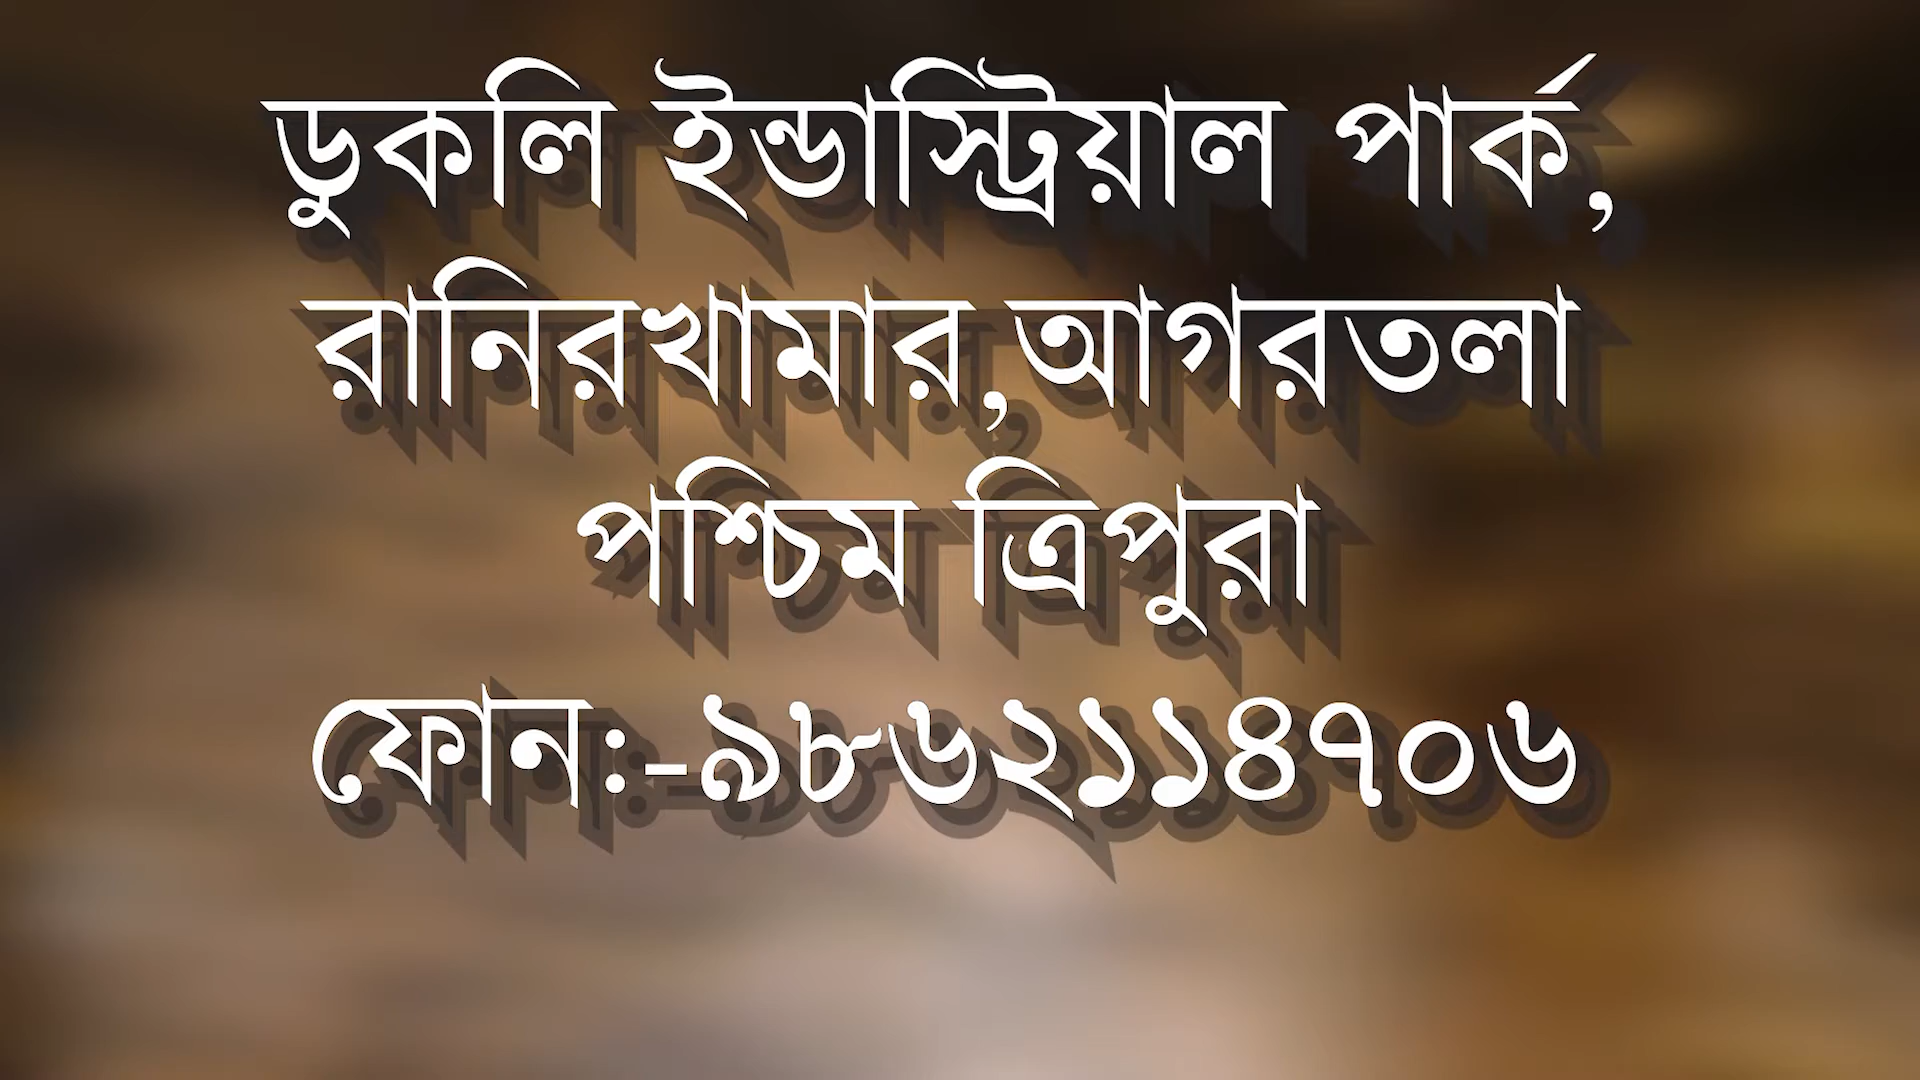 ডুকলি ইন্ডাস্ট্রিয়াল পার্ক,
রানিরখামার,আগরতলা
পশ্চিম ত্রিপুরা
ফোন:-৯৮৬২১১৪৭০৬